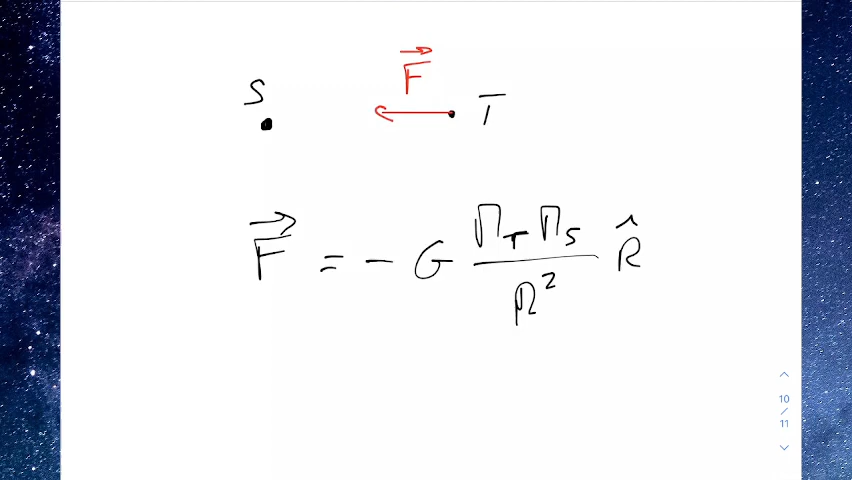 S
F⃗
T
F⃗ = - G (M_T M_S / R²) R̂
10
/
11